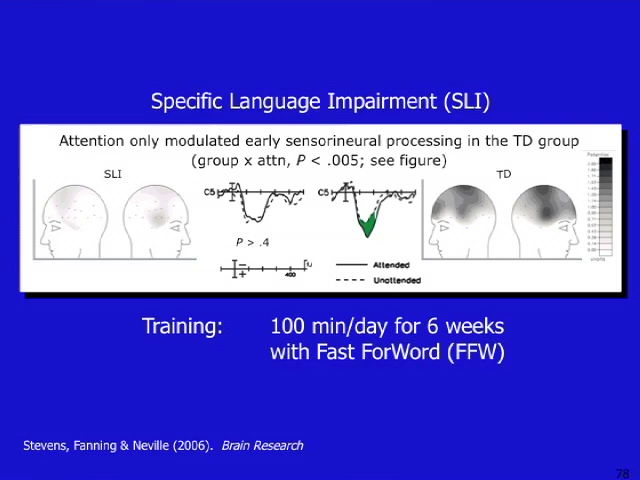 Specific Language Impairment (SLI)
Attention only modulated early sensorineural processing in the TD group
(group x attn, P < .005; see figure)
SLI
TD
Potential
C5
C5
P > .4
400
Attended
Unattended
Training: 100 min/day for 6 weeks
with Fast ForWord (FFW)
Stevens, Fanning & Neville (2006). Brain Research
78